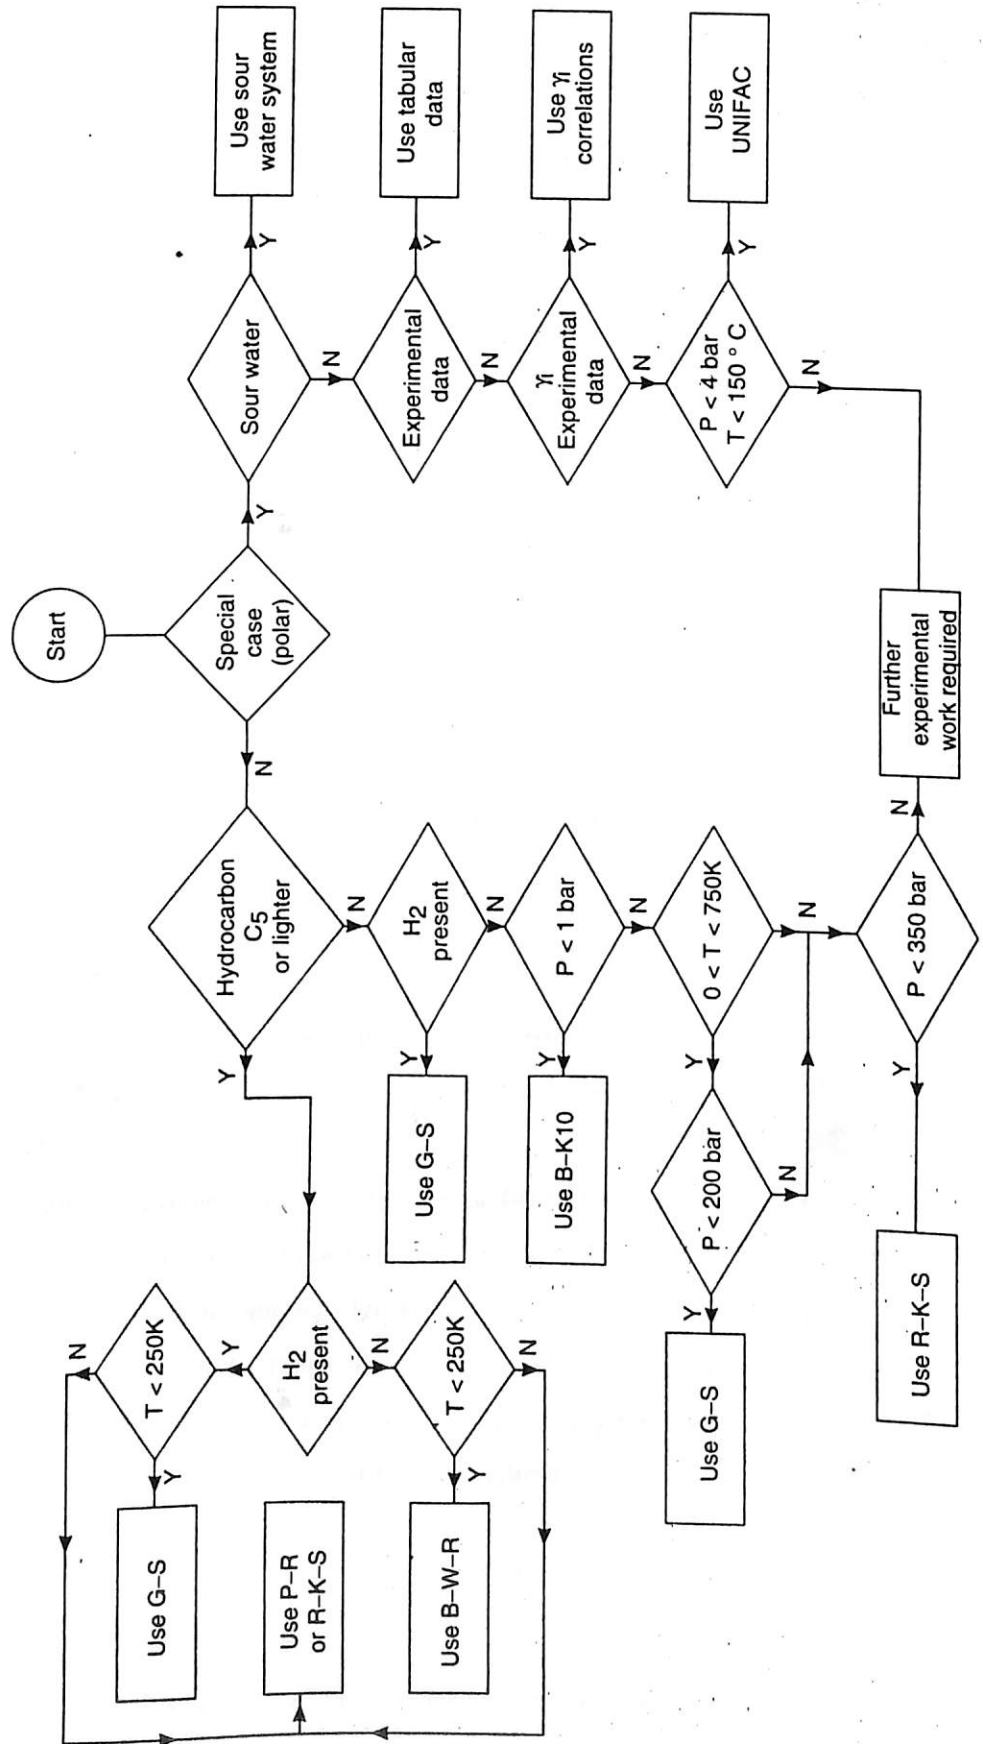 Start
Special
case
(polar)
Y
N
Sour water
Y
Use sour
water system
N
Experimental
data
Y
Use tabular
data
N
γi
Experimental
data
Y
Use γi
correlations
N
P < 4 bar
T < 150 ° C
Y
Use
UNIFAC
N
Further
experimental
work required
Hydrocarbon
C5
or lighter
Y
N
H2
present
Y
Use G–S
N
P < 1 bar
Y
Use B–K10
N
0 < T < 750K
Y
N
P < 200 bar
Y
Use G–S
N
P < 350 bar
N
Y
Use R–K–S
H2
present
Y
N
T < 250K
N
Y
Use G–S
Use P–R
or R–K–S
T < 250K
N
Y
Use B–W–R